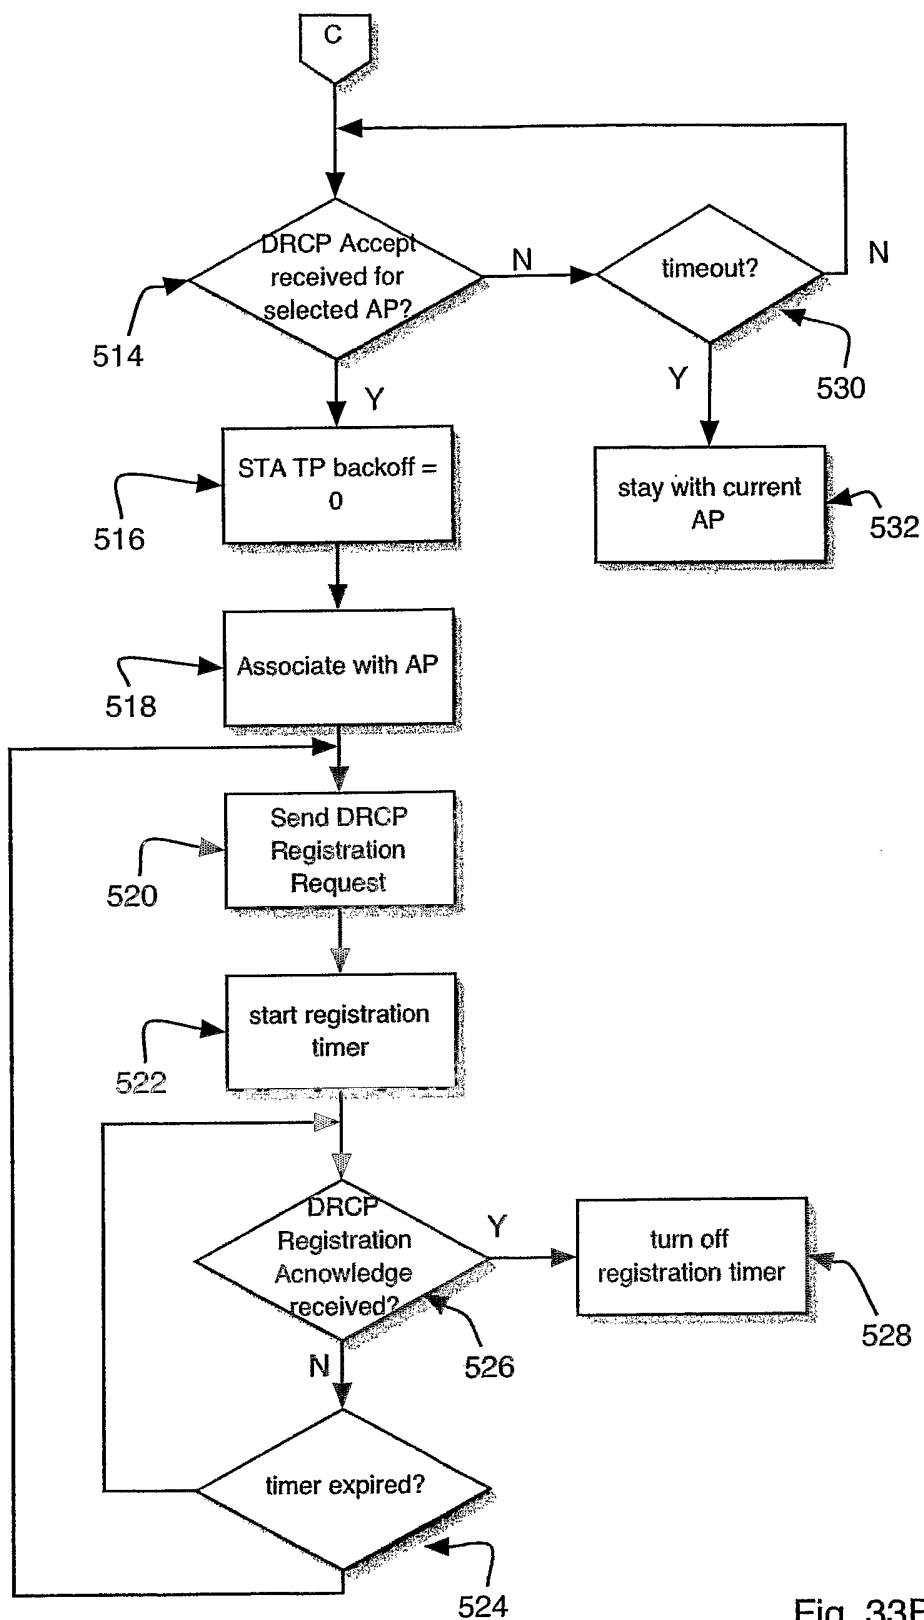 C
DRCP Accept
received for
selected AP?
N
timeout?
N
514
Y
530
Y
STA TP backoff =
0
516
stay with current
AP
532
Associate with AP
518
Send DRCP
Registration
Request
520
start registration
timer
522
DRCP
Registration
Acnowledge
received?
Y
turn off
registration timer
528
526
N
timer expired?
524